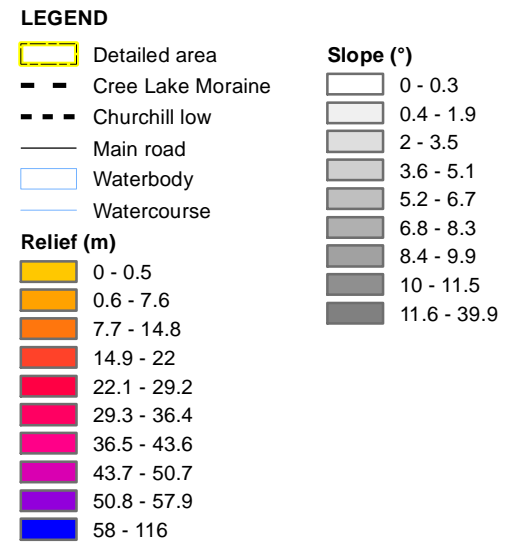 LEGEND
Detailed area
Cree Lake Moraine
Churchill low
Main road
Waterbody
Watercourse
Relief (m)
0 - 0.5
0.6 - 7.6
7.7 - 14.8
14.9 - 22
22.1 - 29.2
29.3 - 36.4
36.5 - 43.6
43.7 - 50.7
50.8 - 57.9
58 - 116
Slope (°)
0 - 0.3
0.4 - 1.9
2 - 3.5
3.6 - 5.1
5.2 - 6.7
6.8 - 8.3
8.4 - 9.9
10 - 11.5
11.6 - 39.9